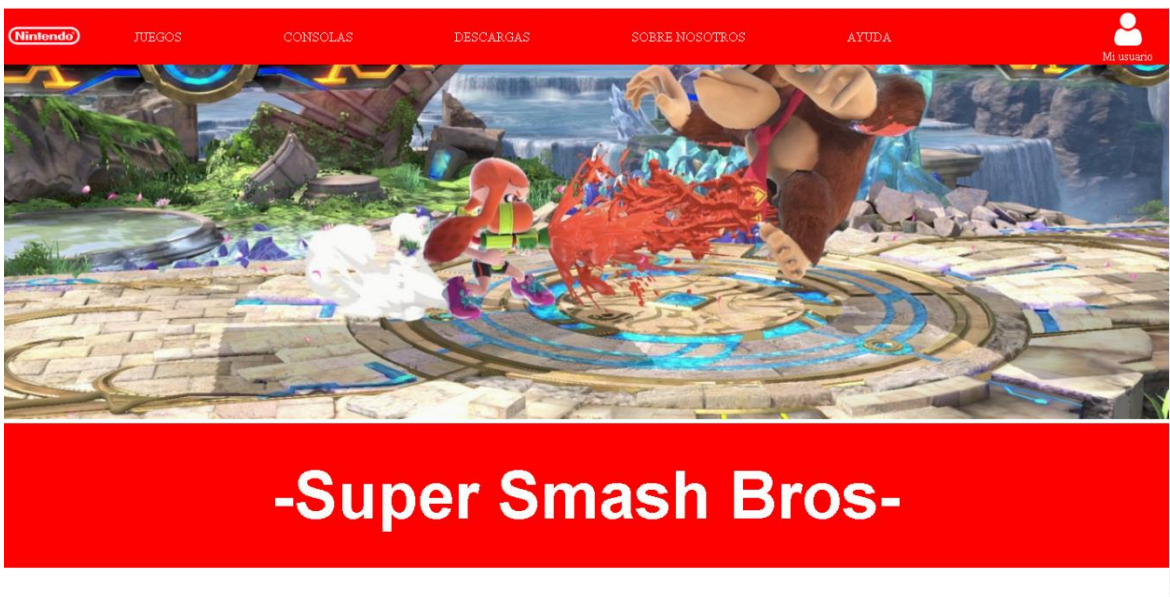 Nintendo
JUEGOS
CONSOLAS
DESCARGAS
SOBRE NOSOTROS
AYUDA
Mi usuario
-Super Smash Bros-